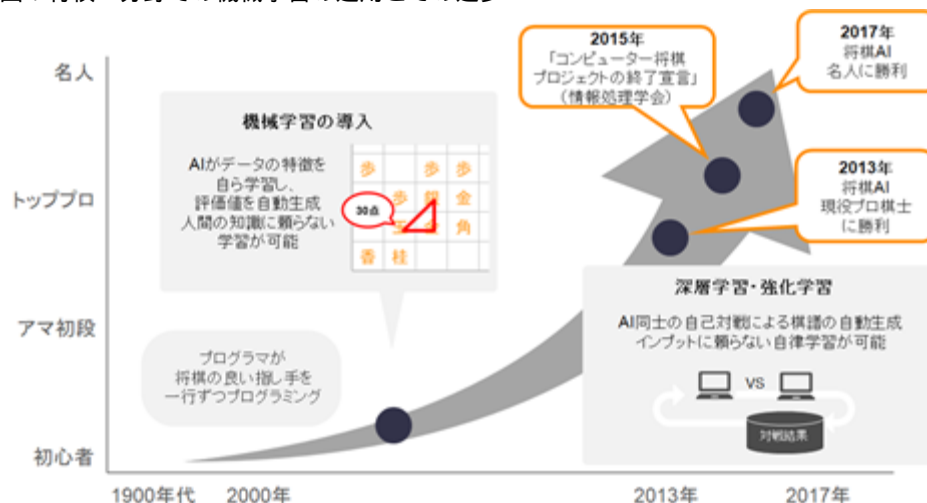 2015年
「コンピューター将棋
プロジェクトの終了宣言」
(情報処理学会)
2017年
将棋AI
名人に勝利
名人
機械学習の導入
AIがデータの特徴を
自ら学習し、
評価値を自動生成
人間の知識に頼らない
学習が可能
歩 歩 歩
歩 銀 金
30点
玉 角
香 桂
2013年
将棋AI
現役プロ棋士
に勝利
トッププロ
深層学習・強化学習
AI同士の自己対戦による棋譜の自動生成
インプットに頼らない自律学習が可能
VS
対戦結果
アマ初段
プログラマが
将棋の良い指し手を
一行ずつプログラミング
初心者
1900年代 2000年 2013年 2017年